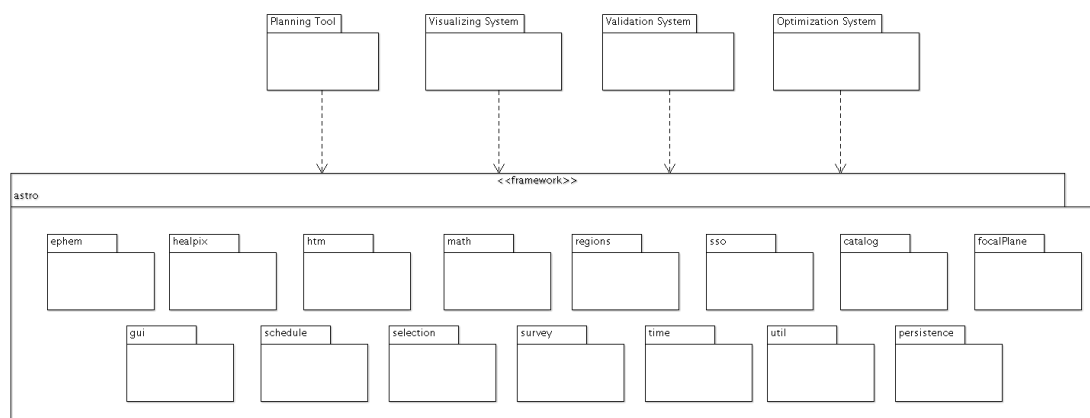 Planning Tool
Visualizing System
Validation System
Optimization System
<<framework>>
astro
ephem
healpix
htm
math
regions
sso
catalog
focalPlane
gui
schedule
selection
survey
time
util
persistence